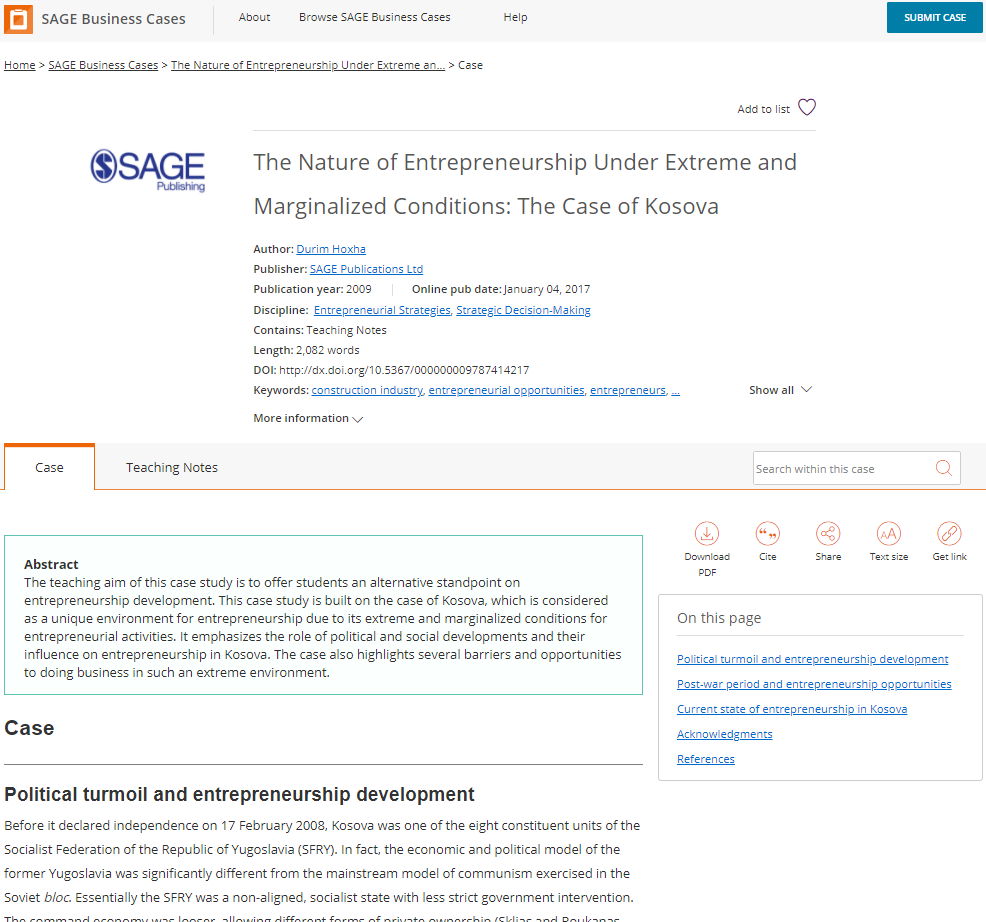 SAGE Business Cases
About
Browse SAGE Business Cases
Help
SUBMIT CASE
Home > SAGE Business Cases > The Nature of Entrepreneurship Under Extreme an... > Case
Add to list
SAGE
Publishing
The Nature of Entrepreneurship Under Extreme and
Marginalized Conditions: The Case of Kosova
Author: Durim Hoxha
Publisher: SAGE Publications Ltd
Publication year: 2009 | Online pub date: January 04, 2017
Discipline: Entrepreneurial Strategies, Strategic Decision-Making
Contains: Teaching Notes
Length: 2,082 words
DOI: http://dx.doi.org/10.5367/000000009787414217
Keywords: construction industry, entrepreneurial opportunities, entrepreneurs, ...
Show all
More information
Case
Teaching Notes
Search within this case
Abstract
The teaching aim of this case study is to offer students an alternative standpoint on
entrepreneurship development. This case study is built on the case of Kosova, which is considered
as a unique environment for entrepreneurship due to its extreme and marginalized conditions for
entrepreneurial activities. It emphasizes the role of political and social developments and their
influence on entrepreneurship in Kosova. The case also highlights several barriers and opportunities
to doing business in such an extreme environment.
Case
Political turmoil and entrepreneurship development
Before it declared independence on 17 February 2008, Kosova was one of the eight constituent units of the
Socialist Federation of the Republic of Yugoslavia (SFRY). In fact, the economic and political model of the
former Yugoslavia was significantly different from the mainstream model of communism exercised in the
Soviet bloc. Essentially the SFRY was a non-aligned, socialist state with less strict government intervention.
The command economy was looser, allowing different forms of private ownership (Sklias and Roukanas,
Download
PDF
Cite
Share
AA
Text size
Get link
On this page
Political turmoil and entrepreneurship development
Post-war period and entrepreneurship opportunities
Current state of entrepreneurship in Kosova
Acknowledgments
References